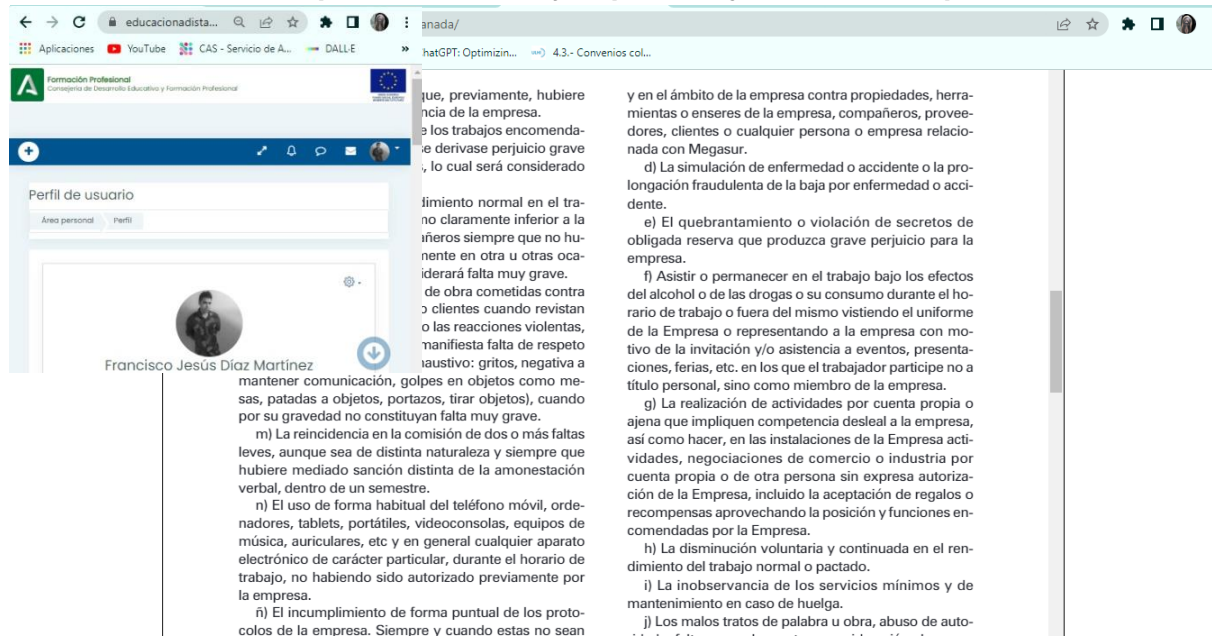 educacionadista...
Aplicaciones
YouTube
CAS - Servicio de A...
DALL·E
»
Formación Profesional
Consejería de Desarrollo Educativo y Formación Profesional
Perfil de usuario
Área personal
Perfil
Francisco Jesús Díaz Martínez
anada/
hatGPT: Optimizin...
4.3.- Convenios col...
que, previamente, hubiere
ncia de la empresa.
e los trabajos encomenda-
se derivase perjuicio grave
, lo cual será considerado
dimiento normal en el tra-
mo claramente inferior a la
añeros siempre que no hu-
mente en otra u otras oca-
iderará falta muy grave.
de obra cometidas contra
o clientes cuando revistan
o las reacciones violentas,
manifiesta falta de respeto
haustivo: gritos, negativa a
mantener comunicación, golpes en objetos como me-
sas, patadas a objetos, portazos, tirar objetos), cuando
por su gravedad no constituyan falta muy grave.
m) La reincidencia en la comisión de dos o más faltas
leves, aunque sea de distinta naturaleza y siempre que
hubiere mediado sanción distinta de la amonestación
verbal, dentro de un semestre.
n) El uso de forma habitual del teléfono móvil, orde-
nadores, tablets, portátiles, videoconsolas, equipos de
música, auriculares, etc y en general cualquier aparato
electrónico de carácter particular, durante el horario de
trabajo, no habiendo sido autorizado previamente por
la empresa.
ñ) El incumplimiento de forma puntual de los proto-
colos de la empresa. Siempre y cuando estas no sean
y en el ámbito de la empresa contra propiedades, herra-
mientas o enseres de la empresa, compañeros, provee-
dores, clientes o cualquier persona o empresa relacio-
nada con Megasur.
d) La simulación de enfermedad o accidente o la pro-
longación fraudulenta de la baja por enfermedad o acci-
dente.
e) El quebrantamiento o violación de secretos de
obligada reserva que produzca grave perjuicio para la
empresa.
f) Asistir o permanecer en el trabajo bajo los efectos
del alcohol o de las drogas o su consumo durante el ho-
rario de trabajo o fuera del mismo vistiendo el uniforme
de la Empresa o representando a la empresa con mo-
tivo de la invitación y/o asistencia a eventos, presenta-
ciones, ferias, etc. en los que el trabajador participe no a
título personal, sino como miembro de la empresa.
g) La realización de actividades por cuenta propia o
ajena que impliquen competencia desleal a la empresa,
así como hacer, en las instalaciones de la Empresa acti-
vidades, negociaciones de comercio o industria por
cuenta propia o de otra persona sin expresa autoriza-
ción de la Empresa, incluido la aceptación de regalos o
recompensas aprovechando la posición y funciones en-
comendadas por la Empresa.
h) La disminución voluntaria y continuada en el ren-
dimiento del trabajo normal o pactado.
i) La inobservancia de los servicios mínimos y de
mantenimiento en caso de huelga.
j) Los malos tratos de palabra u obra, abuso de auto-